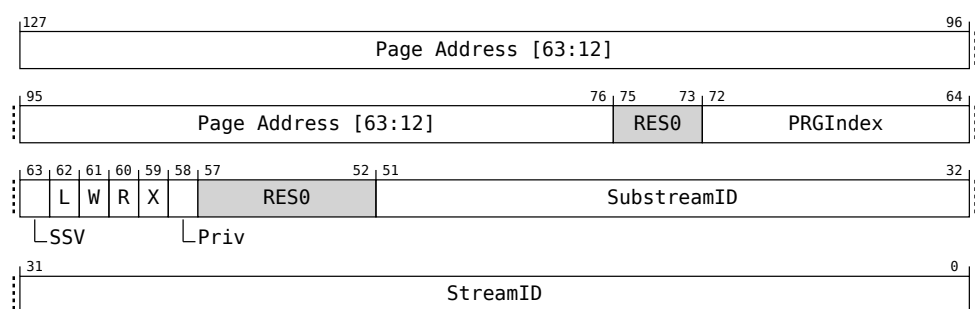 127 96
Page Address [63:12]
95 76 75 73 72 64
Page Address [63:12] RES0 PRGIndex
63 62 61 60 59 58 57 52 51 32
L W R X RES0 SubstreamID
SSV Priv
31 0
StreamID